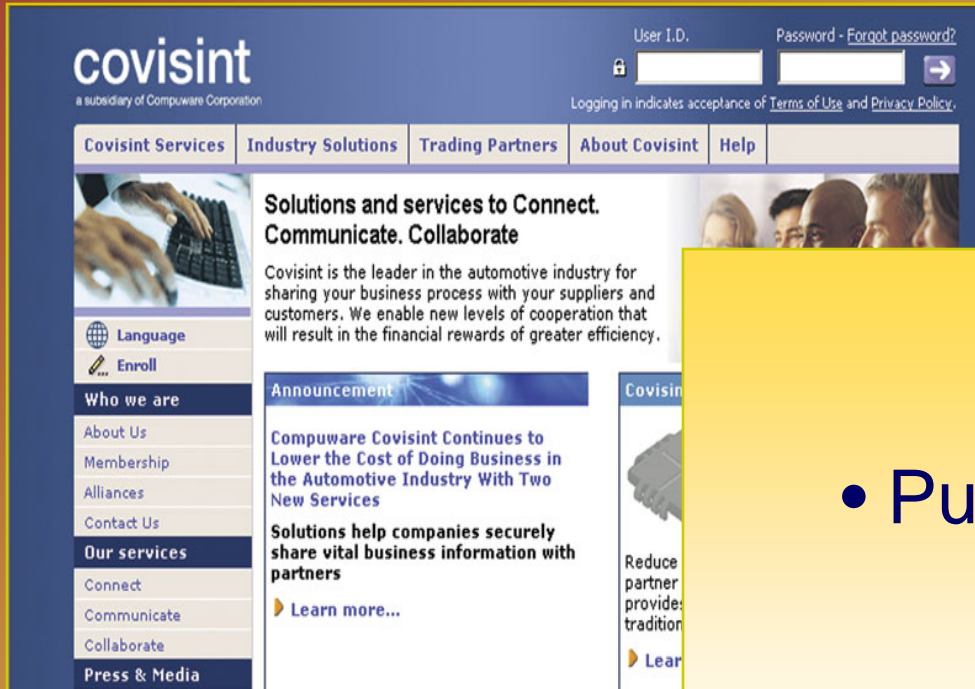 covisint
a subsidiary of Compuware Corporation
User I.D.
Password - Forgot password?
Logging in indicates acceptance of Terms of Use and Privacy Policy.
Covisint Services
Industry Solutions
Trading Partners
About Covisint
Help
Solutions and services to Connect.
Communicate. Collaborate
Covisint is the leader in the automotive industry for
sharing your business process with your suppliers and
customers. We enable new levels of cooperation that
will result in the financial rewards of greater efficiency.
Language
Enroll
Who we are
About Us
Membership
Alliances
Contact Us
Our services
Connect
Communicate
Collaborate
Press & Media
Announcement
Compuware Covisint Continues to
Lower the Cost of Doing Business in
the Automotive Industry With Two
New Services
Solutions help companies securely
share vital business information with
partners
Learn more...
Covisin
Reduce
partner
provides
tradition
Lear
• Pu